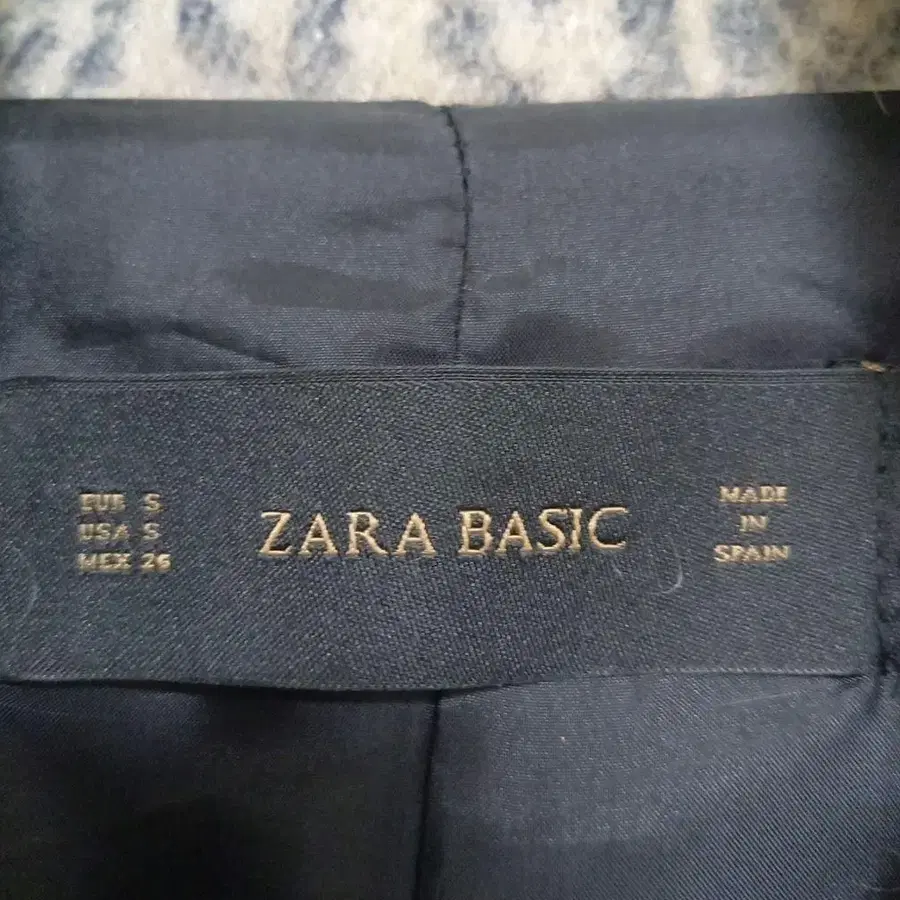 EUR S
USA S
MEX 26
ZARA BASIC
MADE
IN
SPAIN